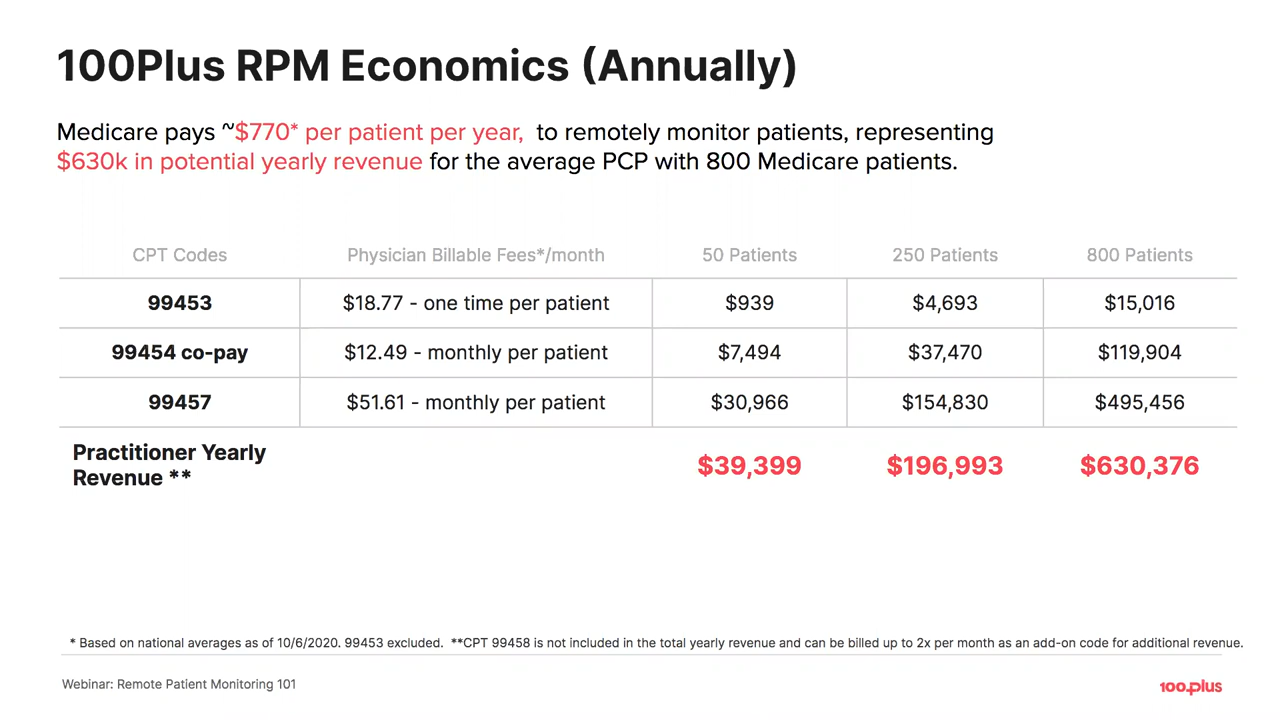 100Plus RPM Economics (Annually)
Medicare pays ~$770* per patient per year, to remotely monitor patients, representing
$630k in potential yearly revenue for the average PCP with 800 Medicare patients.
CPT Codes Physician Billable Fees*/month 50 Patients 250 Patients 800 Patients
99453 $18.77 - one time per patient $939 $4,693 $15,016
99454 co-pay $12.49 - monthly per patient $7,494 $37,470 $119,904
99457 $51.61 - monthly per patient $30,966 $154,830 $495,456
Practitioner Yearly
Revenue ** $39,399 $196,993 $630,376
* Based on national averages as of 10/6/2020. 99453 excluded. **CPT 99458 is not included in the total yearly revenue and can be billed up to 2x per month as an add-on code for additional revenue.
Webinar: Remote Patient Monitoring 101
100.plus